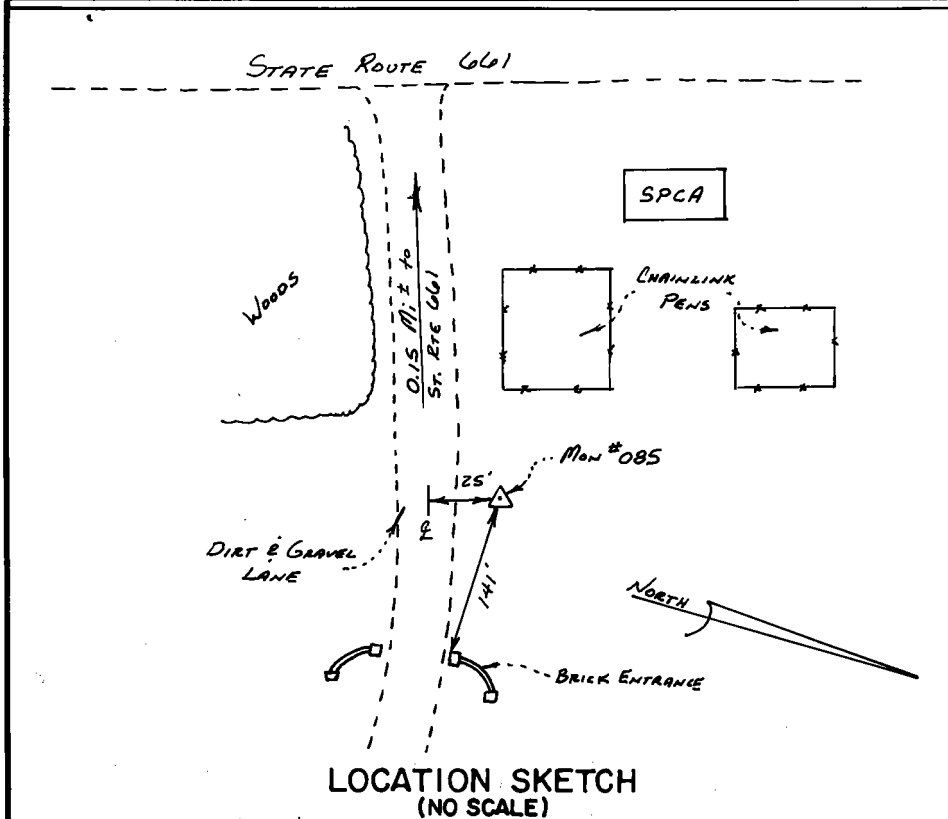 STATE ROUTE 661
SPCA
CHAINLINK
PENS
WOODS
0.15 Mi ± to
ST. RTE 661
MON # 085
25'
℄
DIRT & GRAVEL
LANE
141'
NORTH
BRICK ENTRANCE
LOCATION SKETCH
(NO SCALE)